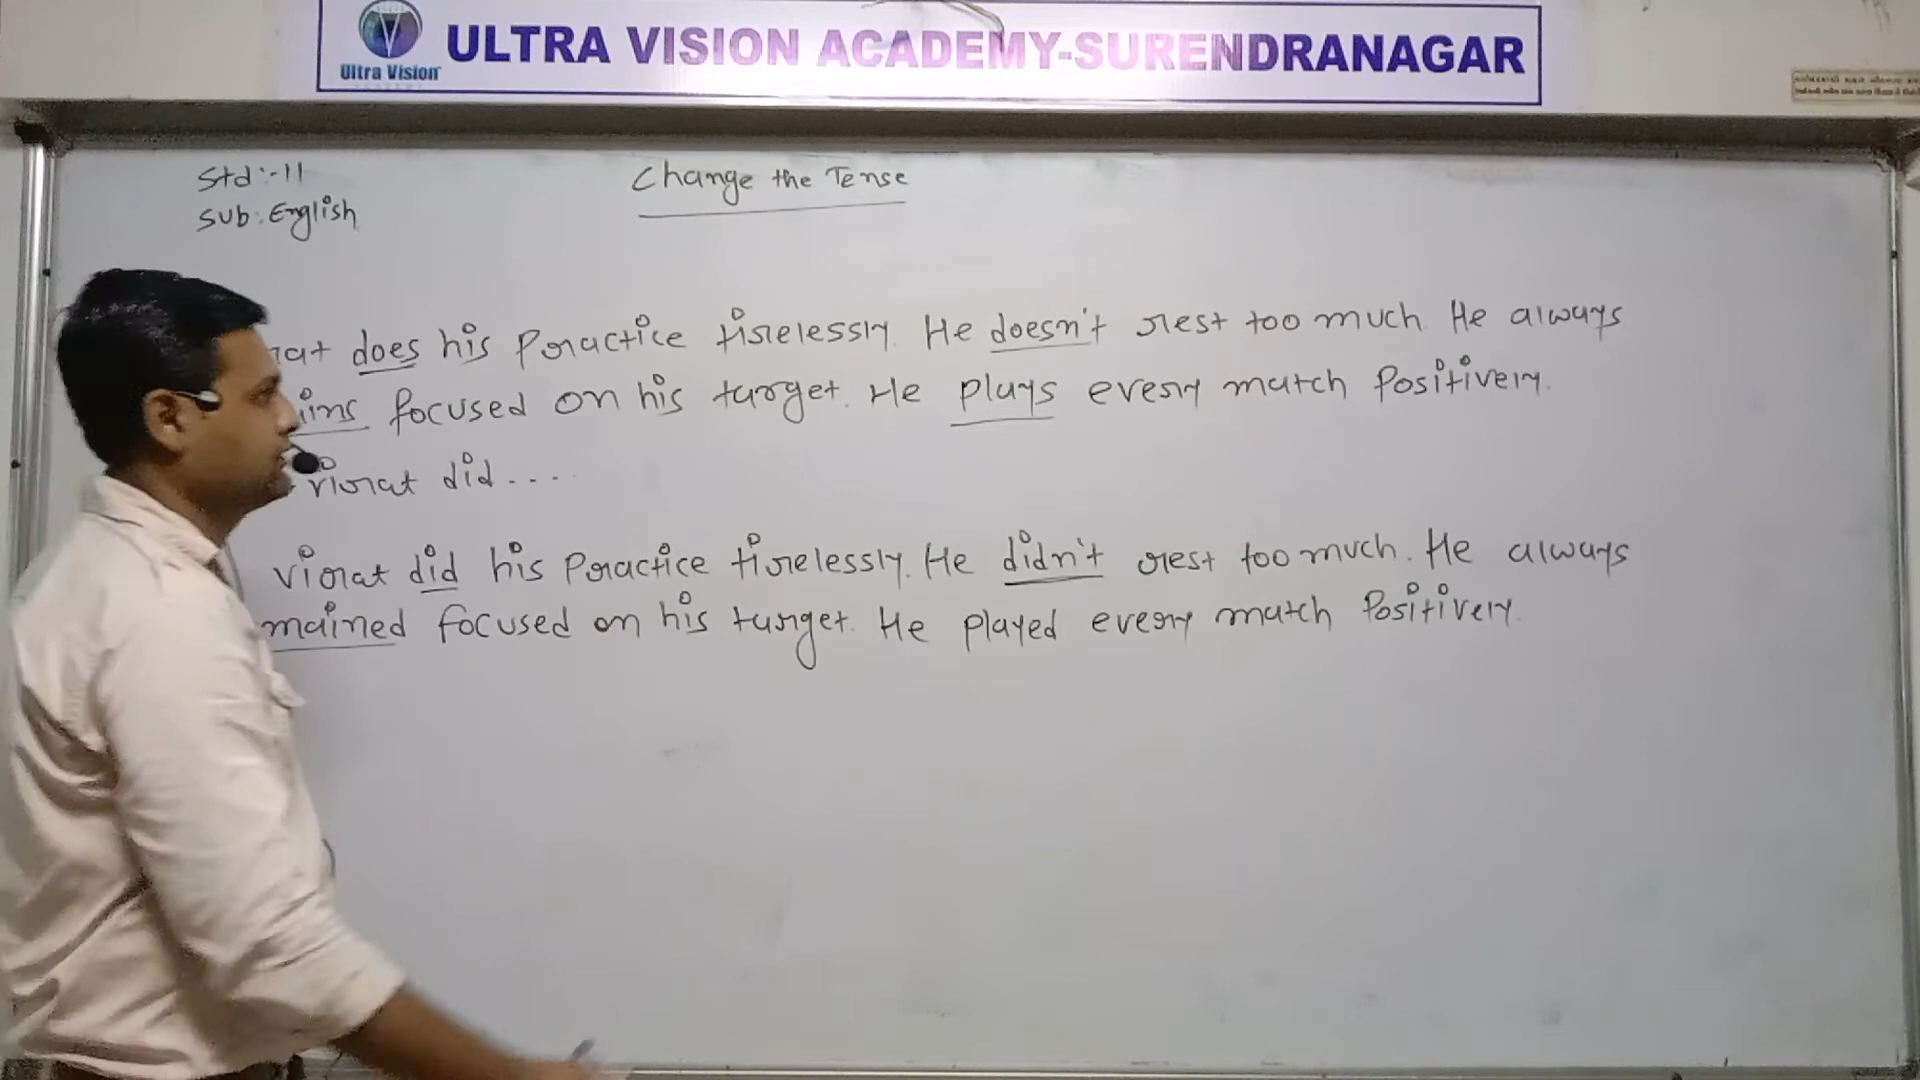 ULTRA VISION ACADEMY-SURENDRANAGAR
Ultra Vision
Std:-11
Sub: English
Change the Tense
rat does his Practice tirelessly. He doesn't rest too much. He always
ins focused on his target. He plays every match Positively.
Virat did....
Virat did his Practice tirelessly. He didn't rest too much. He always
mained focused on his target. He played every match Positively.